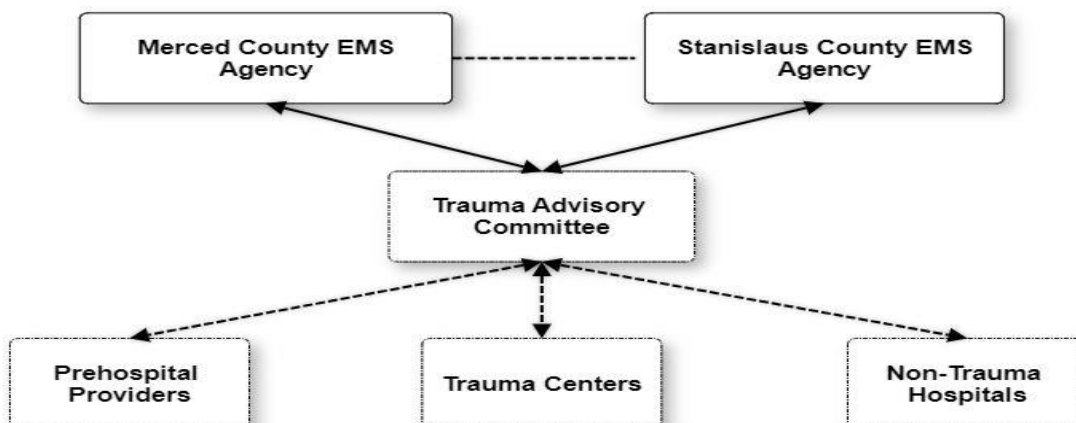 Merced County EMS
Agency
Stanislaus County EMS
Agency
Trauma Advisory
Committee
Prehospital
Providers
Trauma Centers
Non-Trauma
Hospitals